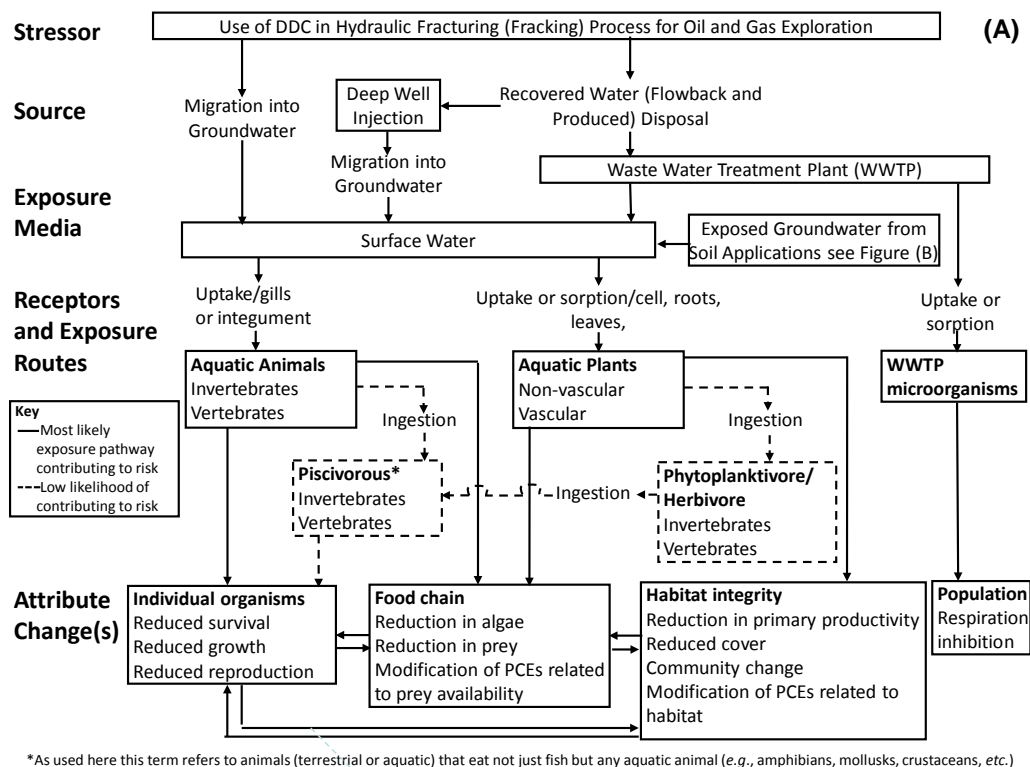 Stressor
Use of DDC in Hydraulic Fracturing (Fracking) Process for Oil and Gas Exploration
(A)
Source
Migration into
Groundwater
Deep Well
Injection
Recovered Water (Flowback and
Produced) Disposal
Migration into
Groundwater
Waste Water Treatment Plant (WWTP)
Exposure
Media
Surface Water
Exposed Groundwater from
Soil Applications see Figure (B)
Receptors
and Exposure
Routes
Uptake/gills
or integument
Uptake or sorption/cell, roots,
leaves,
Uptake or
sorption
Aquatic Animals
Invertebrates
Vertebrates
Aquatic Plants
Non-vascular
Vascular
WWTP
microorganisms
Key
Most likely
exposure pathway
contributing to risk
Low likelihood of
contributing to risk
Ingestion
Ingestion
Piscivorous*
Invertebrates
Vertebrates
Ingestion
Phytoplanktivore/
Herbivore
Invertebrates
Vertebrates
Attribute
Change(s)
Individual organisms
Reduced survival
Reduced growth
Reduced reproduction
Food chain
Reduction in algae
Reduction in prey
Modification of PCEs related
to prey availability
Habitat integrity
Reduction in primary productivity
Reduced cover
Community change
Modification of PCEs related to
habitat
Population
Respiration
inhibition
*As used here this term refers to animals (terrestrial or aquatic) that eat not just fish but any aquatic animal (e.g., amphibians, mollusks, crustaceans, etc.)